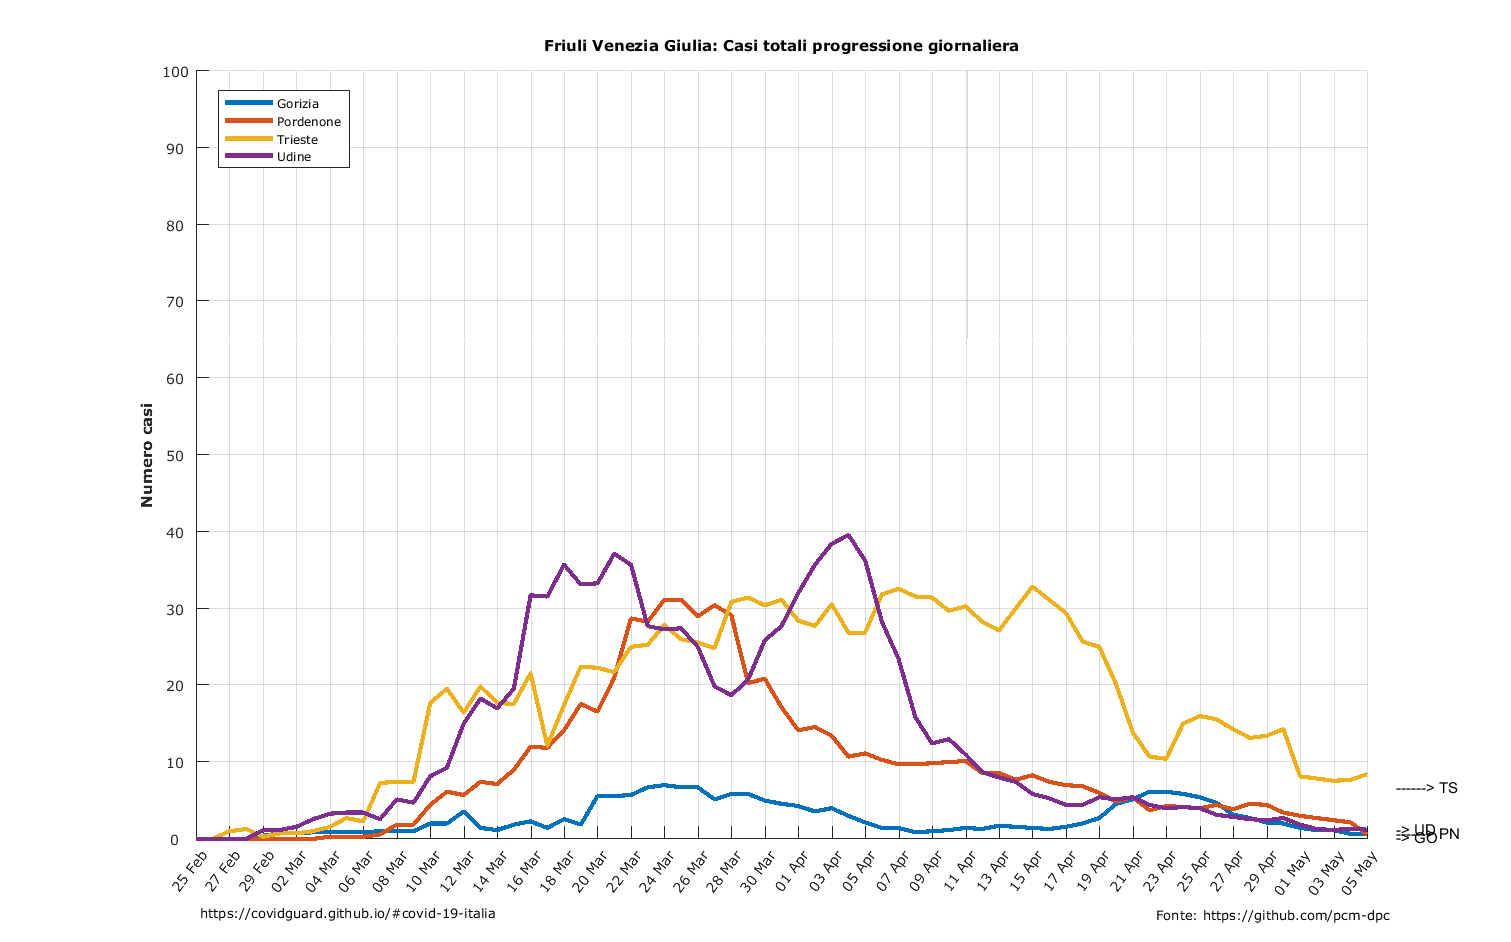 Friuli Venezia Giulia: Casi totali progressione giornaliera
Numero casi
100
90
80
70
60
50
40
30
20
10
0
Gorizia
Pordenone
Trieste
Udine
25 Feb
27 Feb
29 Feb
02 Mar
04 Mar
06 Mar
08 Mar
10 Mar
12 Mar
14 Mar
16 Mar
18 Mar
20 Mar
22 Mar
24 Mar
26 Mar
28 Mar
30 Mar
01 Apr
03 Apr
05 Apr
07 Apr
09 Apr
11 Apr
13 Apr
15 Apr
17 Apr
19 Apr
21 Apr
23 Apr
25 Apr
27 Apr
29 Apr
01 May
03 May
05 May
------> TS
-> UD
-----> PN
-> GO
https://covidguard.github.io/#covid-19-italia
Fonte: https://github.com/pcm-dpc